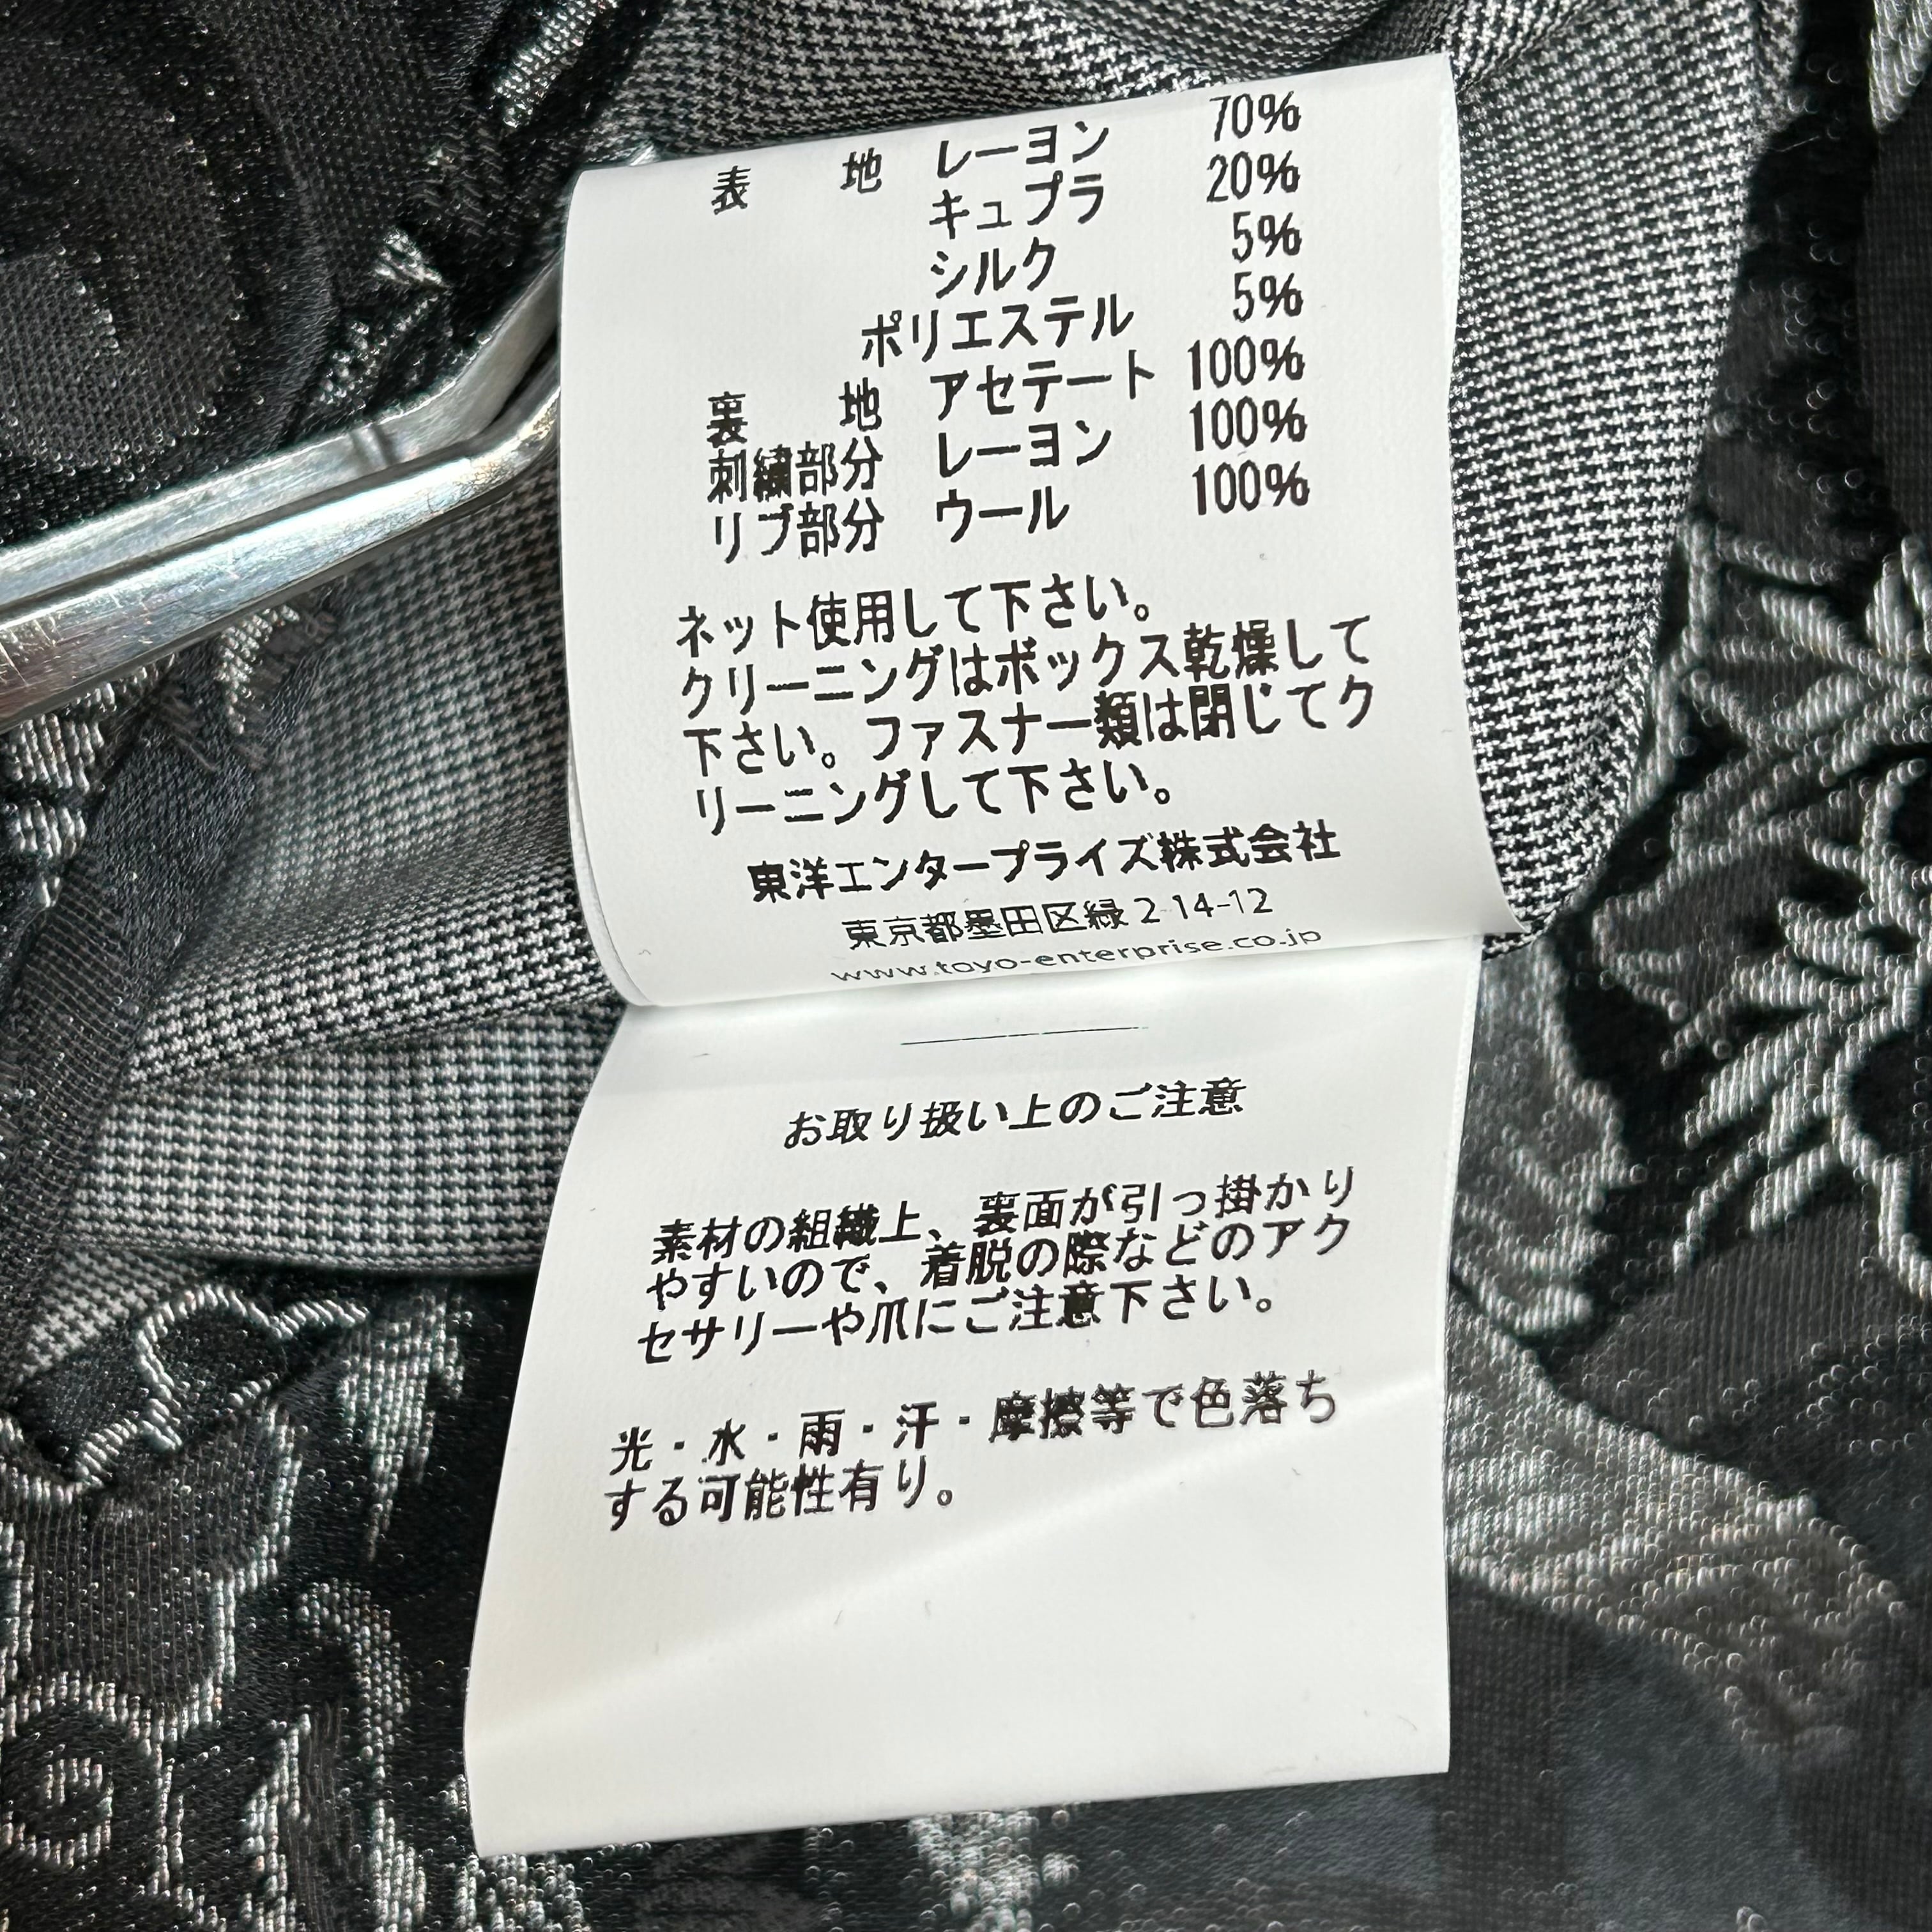 表地 レーヨン 70%
キュプラ 20%
シルク 5%
ポリエステル 5%
裏地 アセテート 100%
刺繍部分 レーヨン 100%
リブ部分 ウール 100%
ネット使用して下さい。
クリーニングはボックス乾燥して
下さい。ファスナー類は閉じてク
リーニングして下さい。
東洋エンタープライズ株式会社
東京都墨田区緑2-14-12
www.toyo-enterprise.co.jp
お取り扱い上のご注意
素材の組織上、裏面が引っ掛かり
やすいので、着脱の際などのアク
セサリーや爪にご注意下さい。
光・水・雨・汗・摩擦等で色落ち
する可能性有り。